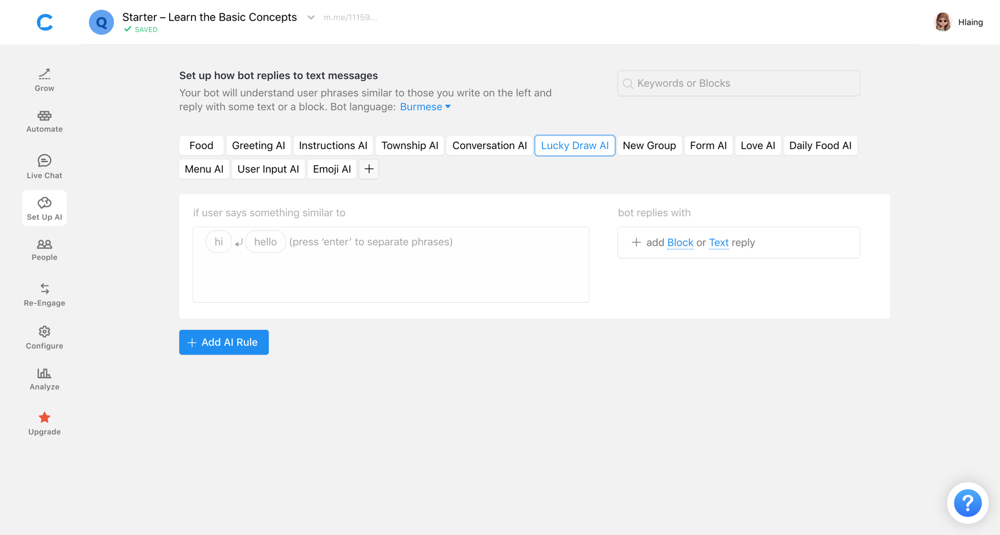 Q
Starter – Learn the Basic Concepts
m.me/11159...
SAVED
Hlaing
Grow
Automate
Live Chat
Set Up AI
People
Re-Engage
Configure
Analyze
Upgrade
Set up how bot replies to text messages
Your bot will understand user phrases similar to those you write on the left and
reply with some text or a block. Bot language: Burmese
Keywords or Blocks
Food Greeting AI Instructions AI Township AI Conversation AI Lucky Draw AI New Group Form AI Love AI Daily Food AI
Menu AI User Input AI Emoji AI +
if user says something similar to
hi hello (press ‘enter’ to separate phrases)
bot replies with
+ add Block or Text reply
+ Add AI Rule
?